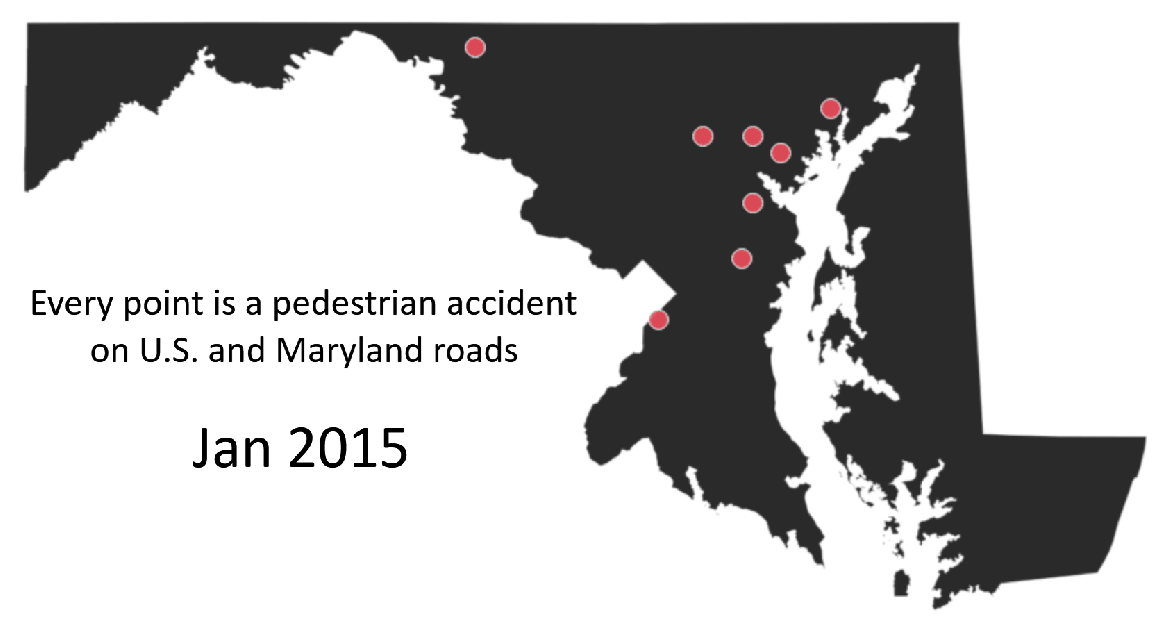 Every point is a pedestrian accident
on U.S. and Maryland roads
Jan 2015